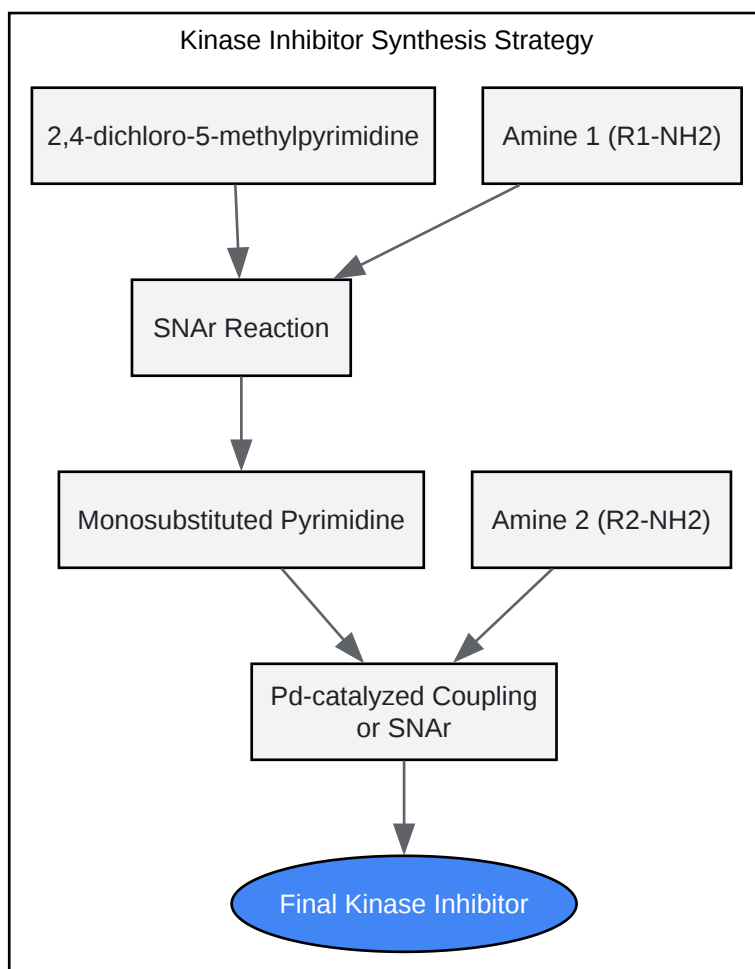 Kinase Inhibitor Synthesis Strategy
2,4-dichloro-5-methylpyrimidine
Amine 1 (R1-NH2)
SNAr Reaction
Monosubstituted Pyrimidine
Amine 2 (R2-NH2)
Pd-catalyzed Coupling
or SNAr
Final Kinase Inhibitor